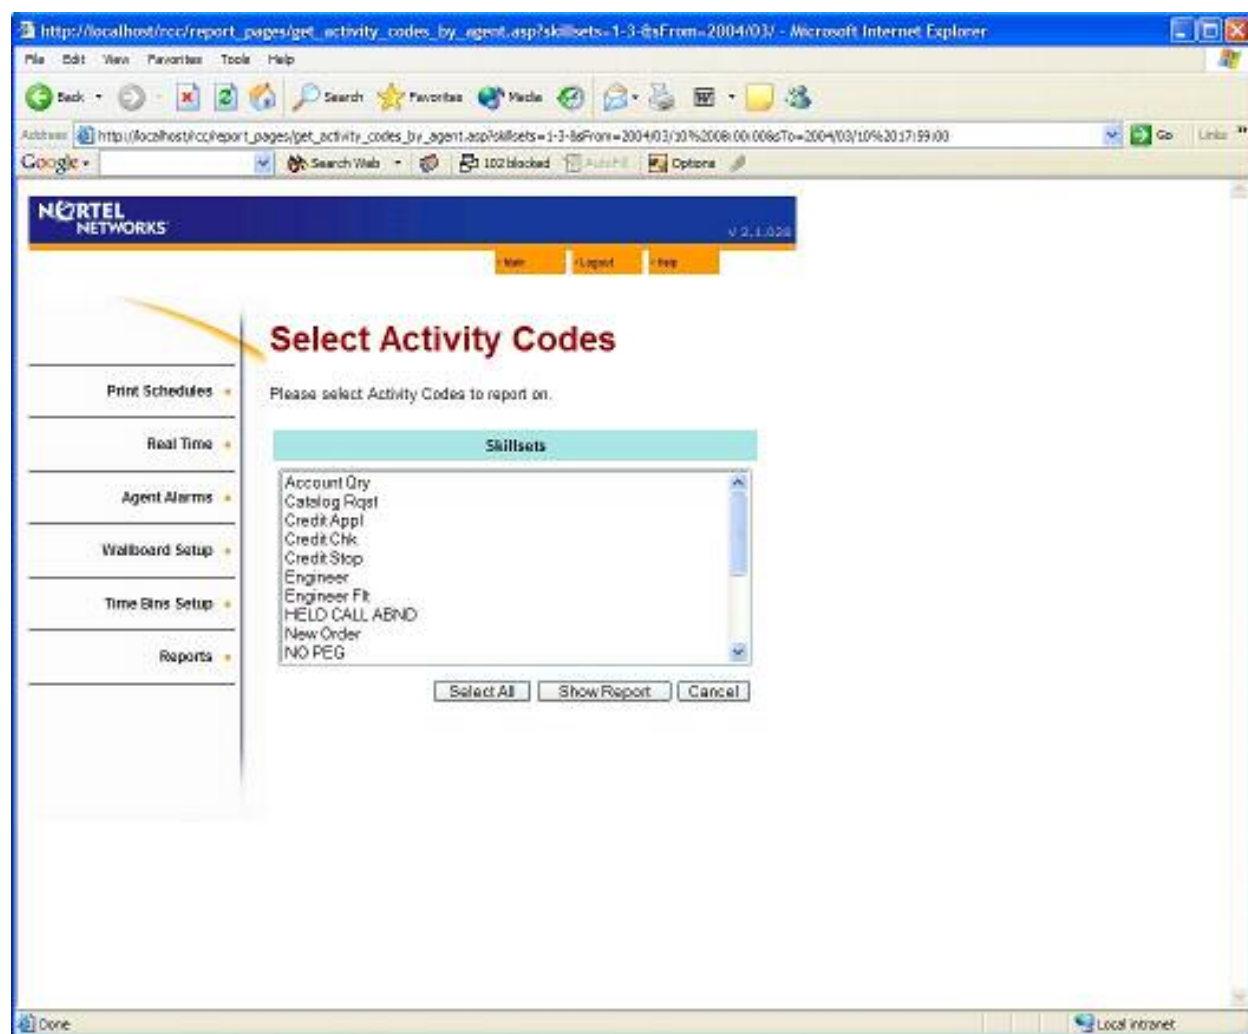 http://localhost/rcc/report_pages/get_activity_codes_by_agent.asp?skillsets=1-3-&sFrom=2004/03/ - Microsoft Internet Explorer
File Edit View Favorites Tools Help
Back Search Favorites Media
Address http://localhost/rcc/report_pages/get_activity_codes_by_agent.asp?skillsets=1-3-&sFrom=2004/03/10%2008:00:00&sTo=2004/03/10%2017:59:00 Go Links »
Google Search Web 102 blocked AutoFill Options
NORTEL
NETWORKS
V 2.1.028
Main Logout Help
Select Activity Codes
Please select Activity Codes to report on.
Print Schedules
Real Time
Agent Alarms
Wallboard Setup
Time Bins Setup
Reports
Skillsets
Account Qry
Catalog Rqst
Credit Appl
Credit Chk
Credit Stop
Engineer
Engineer Flt
HELD CALL ABND
New Order
NO PEG
Select All Show Report Cancel
Done Local intranet